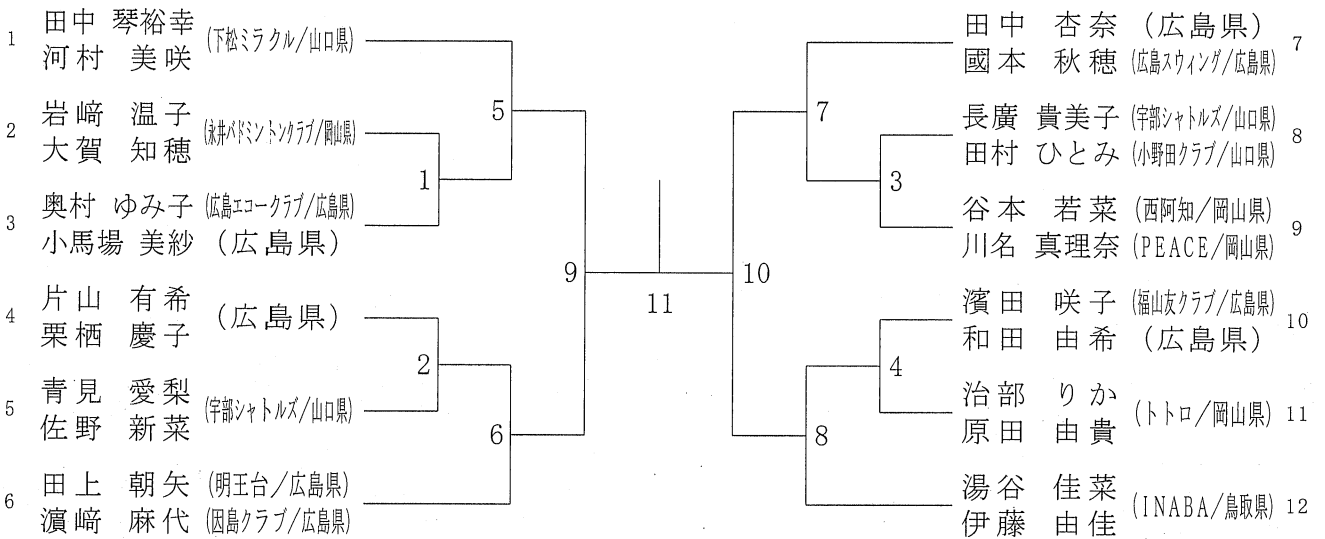 1
田中 琴裕幸
河村 美咲
(下松ミラクル/山口県)
2
岩﨑 温子
大賀 知穂
(永井バドミントンクラブ/岡山県)
3
奥村 ゆみ子 (広島エコークラブ/広島県)
小馬場 美紗 (広島県)
4
片山 有希
栗栖 慶子
(広島県)
5
青見 愛梨
佐野 新菜
(宇部シャトルズ/山口県)
6
田上 朝矢 (明王台/広島県)
濵﨑 麻代 (因島クラブ/広島県)
5
1
2
6
9
11
10
7
3
4
8
田中 杏奈 (広島県)
國本 秋穂 (広島スウィング/広島県)
7
長廣 貴美子 (宇部シャトルズ/山口県)
田村 ひとみ (小野田クラブ/山口県)
8
谷本 若菜 (西阿知/岡山県)
川名 真理奈 (PEACE/岡山県)
9
濱田 咲子 (福山友クラブ/広島県)
和田 由希 (広島県)
10
治部 りか
原田 由貴
(トトロ/岡山県)
11
湯谷 佳菜
伊藤 由佳
(INABA/鳥取県)
12